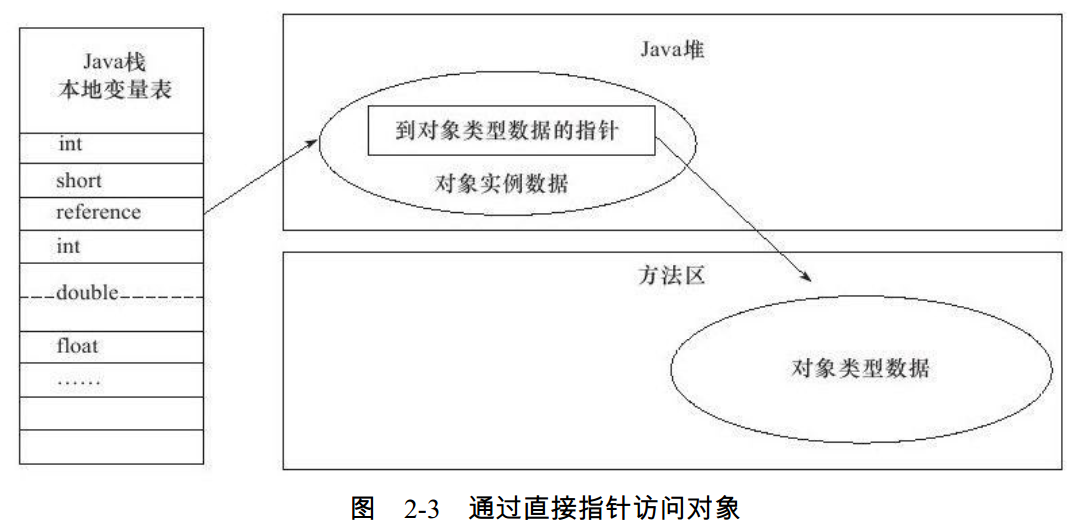 Java栈
本地变量表
int
short
reference
int
double
float
……
Java堆
到对象类型数据的指针
对象实例数据
方法区
对象类型数据
图 2-3 通过直接指针访问对象